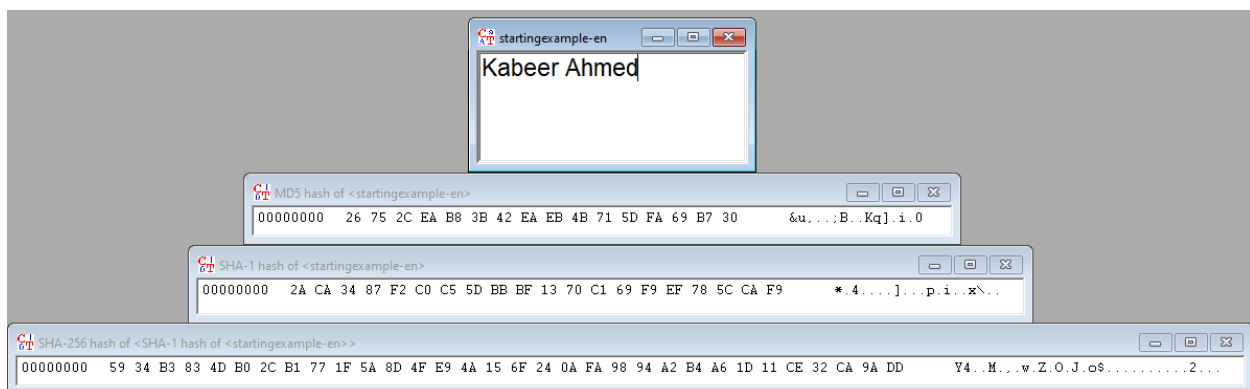 startingexample-en
Kabeer Ahmed
MD5 hash of <startingexample-en>
00000000 26 75 2C EA B8 3B 42 EA EB 4B 71 5D FA 69 B7 30 &u,..;B..Kq].i.0
SHA-1 hash of <startingexample-en>
00000000 2A CA 34 87 F2 C0 C5 5D BB BF 13 70 C1 69 F9 EF 78 5C CA F9 *.4....]...p.i..x\..
SHA-256 hash of <SHA-1 hash of <startingexample-en>>
00000000 59 34 B3 83 4D B0 2C B1 77 1F 5A 8D 4F E9 4A 15 6F 24 0A FA 98 94 A2 B4 A6 1D 11 CE 32 CA 9A DD Y4..M.,.w.Z.O.J.o$..........2...